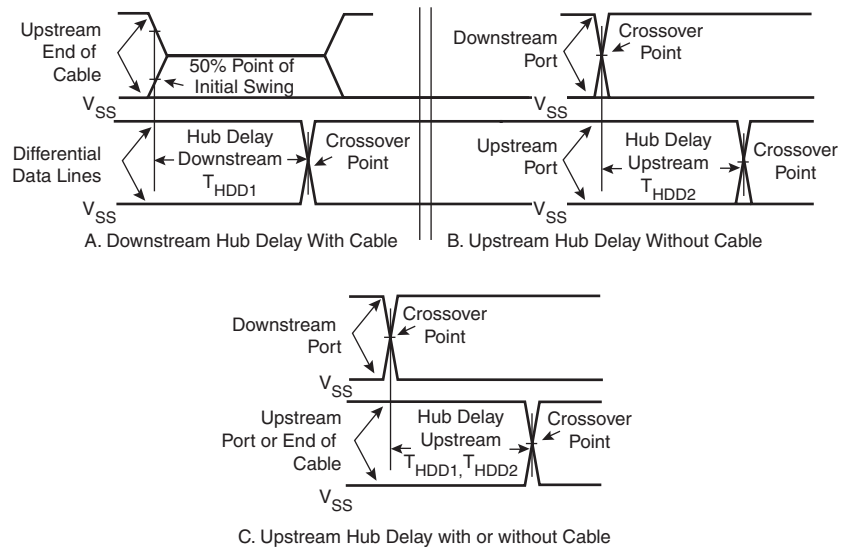 Upstream
End of
Cable
50% Point of
Initial Swing
VSS
Differential
Data Lines
Hub Delay
Downstream
THDD1
Crossover
Point
VSS
A. Downstream Hub Delay With Cable
Downstream
Port
Crossover
Point
VSS
Upstream
Port
Hub Delay
Upstream
THDD2
Crossover
Point
VSS
B. Upstream Hub Delay Without Cable
Downstream
Port
Crossover
Point
VSS
Upstream
Port or End of
Cable
Hub Delay
Upstream
THDD1, THDD2
Crossover
Point
VSS
C. Upstream Hub Delay with or without Cable